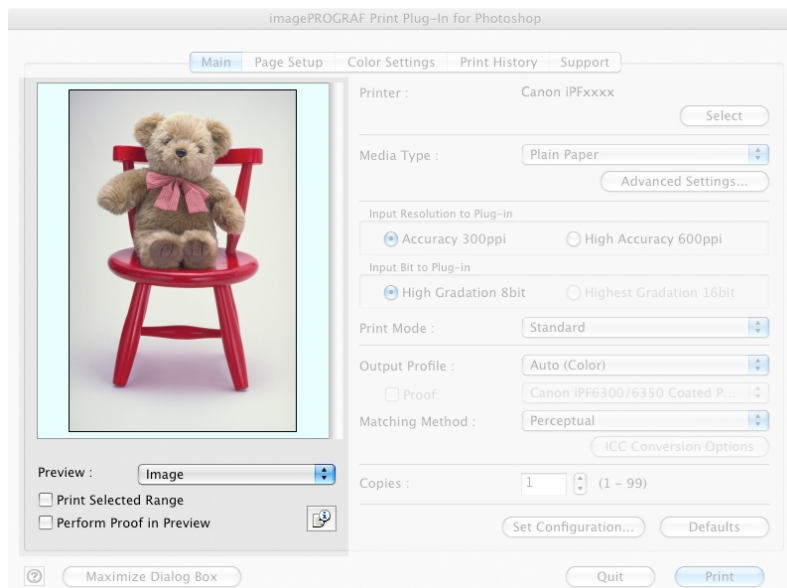 imagePROGRAF Print Plug-In for Photoshop
Main Page Setup Color Settings Print History Support
Printer : Canon iPFxxxx
Select
Media Type : Plain Paper
Advanced Settings...
Input Resolution to Plug-in
Accuracy 300ppi High Accuracy 600ppi
Input Bit to Plug-in
High Gradation 8bit Highest Gradation 16bit
Print Mode : Standard
Output Profile : Auto (Color)
Proof: Canon iPF6300/6350 Coated P...
Matching Method : Perceptual
ICC Conversion Options
Preview : Image
Print Selected Range
Perform Proof in Preview
Copies : 1 (1 – 99)
Set Configuration... Defaults
? Maximize Dialog Box Quit Print